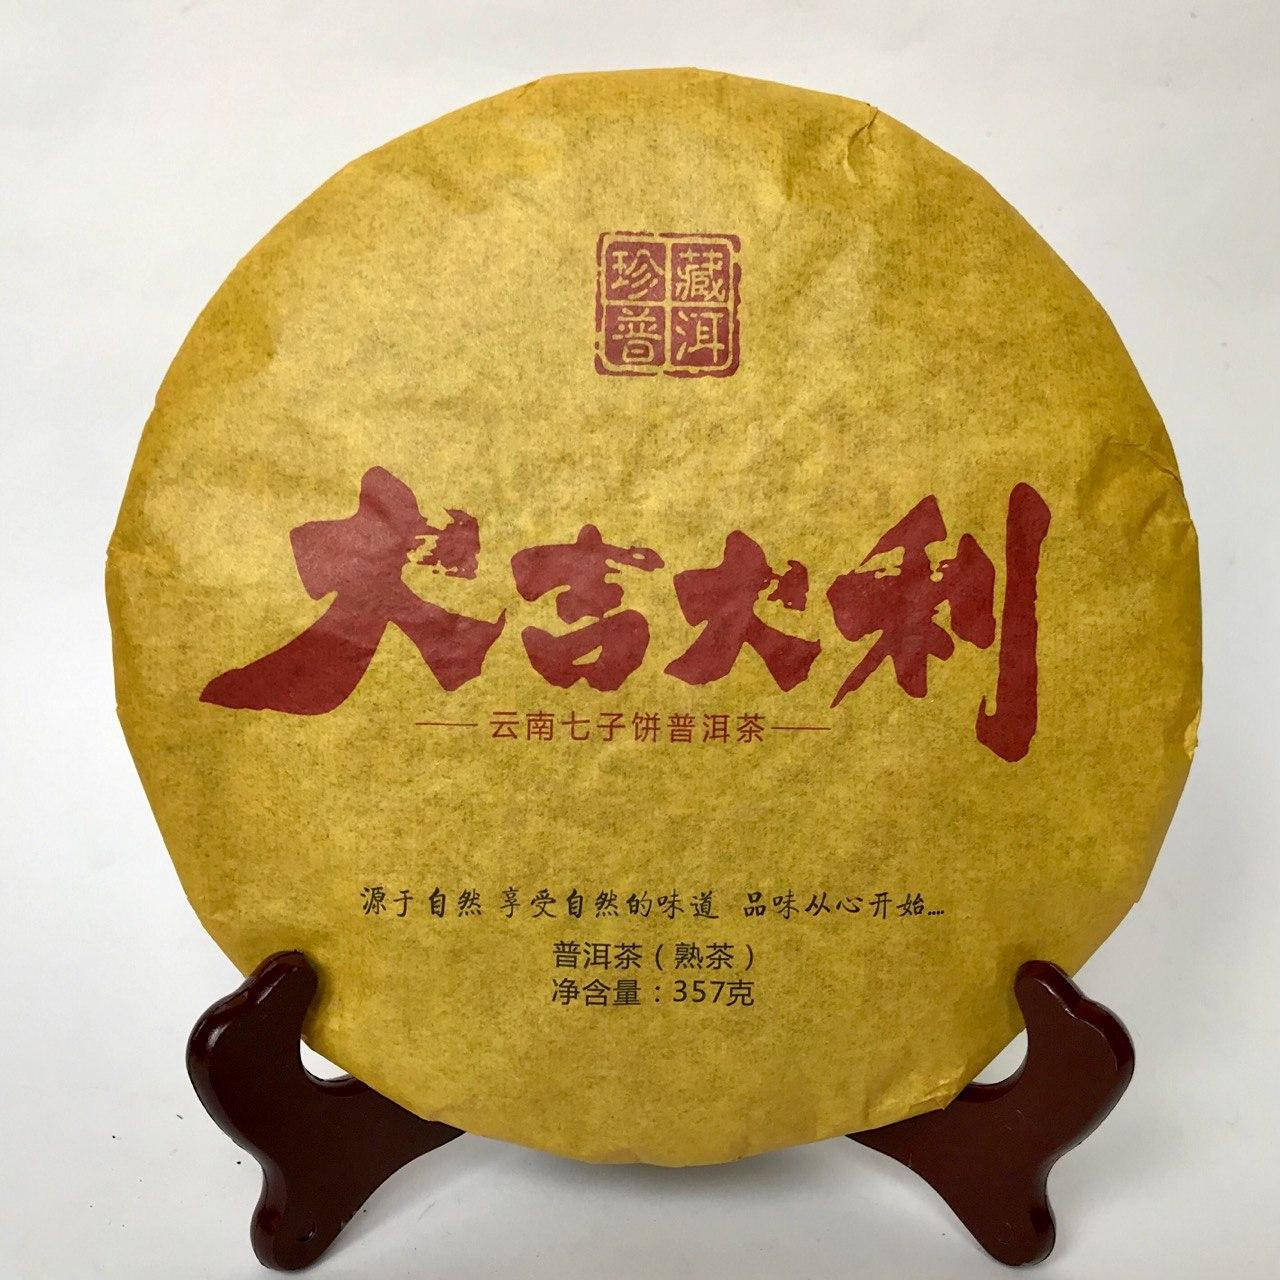 珍藏
普洱
大吉大利
云南七子饼普洱茶
源于自然 享受自然的味道 品味从心开始....
普洱茶（熟茶）
净含量：357克